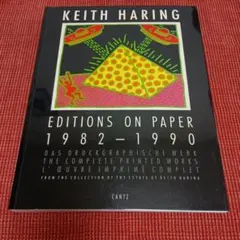 KEITH HARING
EDITIONS ON PAPER
1982–1990
DAS DRUCKGRAPHISCHE WERK
THE COMPLETE PRINTED WORKS
L'ŒUVRE IMPRIMÉ COMPLET
FROM THE COLLECTION OF THE ESTATE OF KEITH HARING
CANTZ